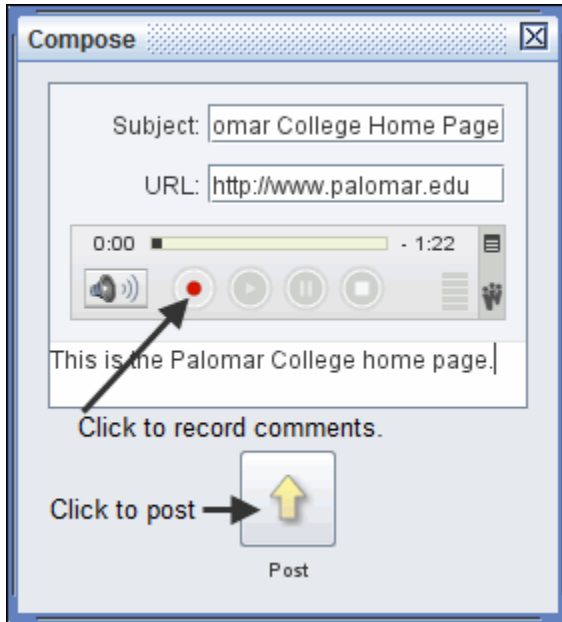 Compose
Subject: omar College Home Page
URL: http://www.palomar.edu
0:00 - 1:22
This is the Palomar College home page.
Click to record comments.
Click to post
Post